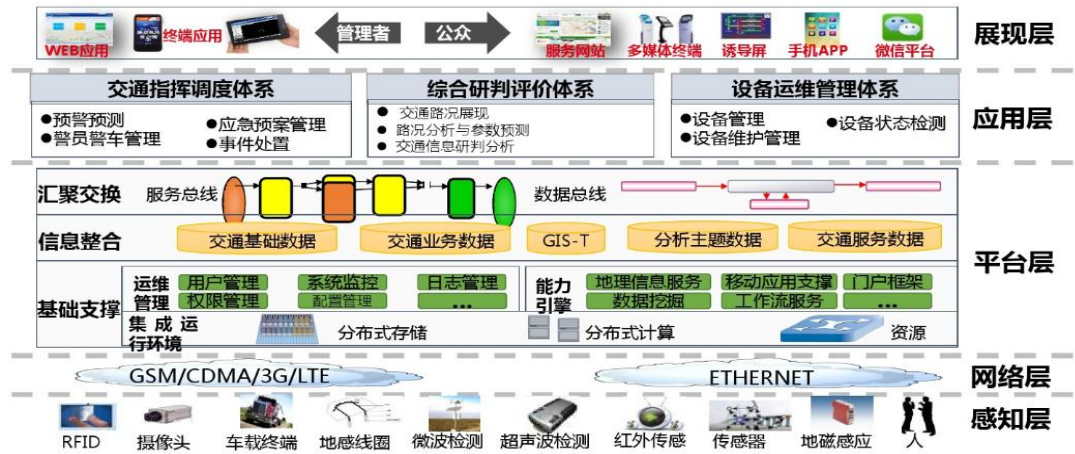 WEB应用
终端应用
管理者
公众
服务网站
多媒体终端
诱导屏
手机APP
微信平台
展现层
交通指挥调度体系
●预警预测
●警员警车管理
●应急预案管理
●事件处置
综合研判评价体系
● 交通路况展现
● 路况分析与参数预测
● 交通信息研判分析
设备运维管理体系
●设备管理
●设备维护管理
●设备状态检测
应用层
汇聚交换
服务总线
数据总线
信息整合
交通基础数据
交通业务数据
GIS-T
分析主题数据
交通服务数据
平台层
基础支撑
运维
管理
用户管理
系统监控
日志管理
权限管理
配置管理
...
能力
引擎
地理信息服务
移动应用支撑
门户框架
数据挖掘
工作流服务
...
集成运
行环境
分布式存储
分布式计算
资源
GSM/CDMA/3G/LTE
ETHERNET
网络层
RFID
摄像头
车载终端
地感线圈
微波检测
超声波检测
红外传感
传感器
地磁感应
人
感知层